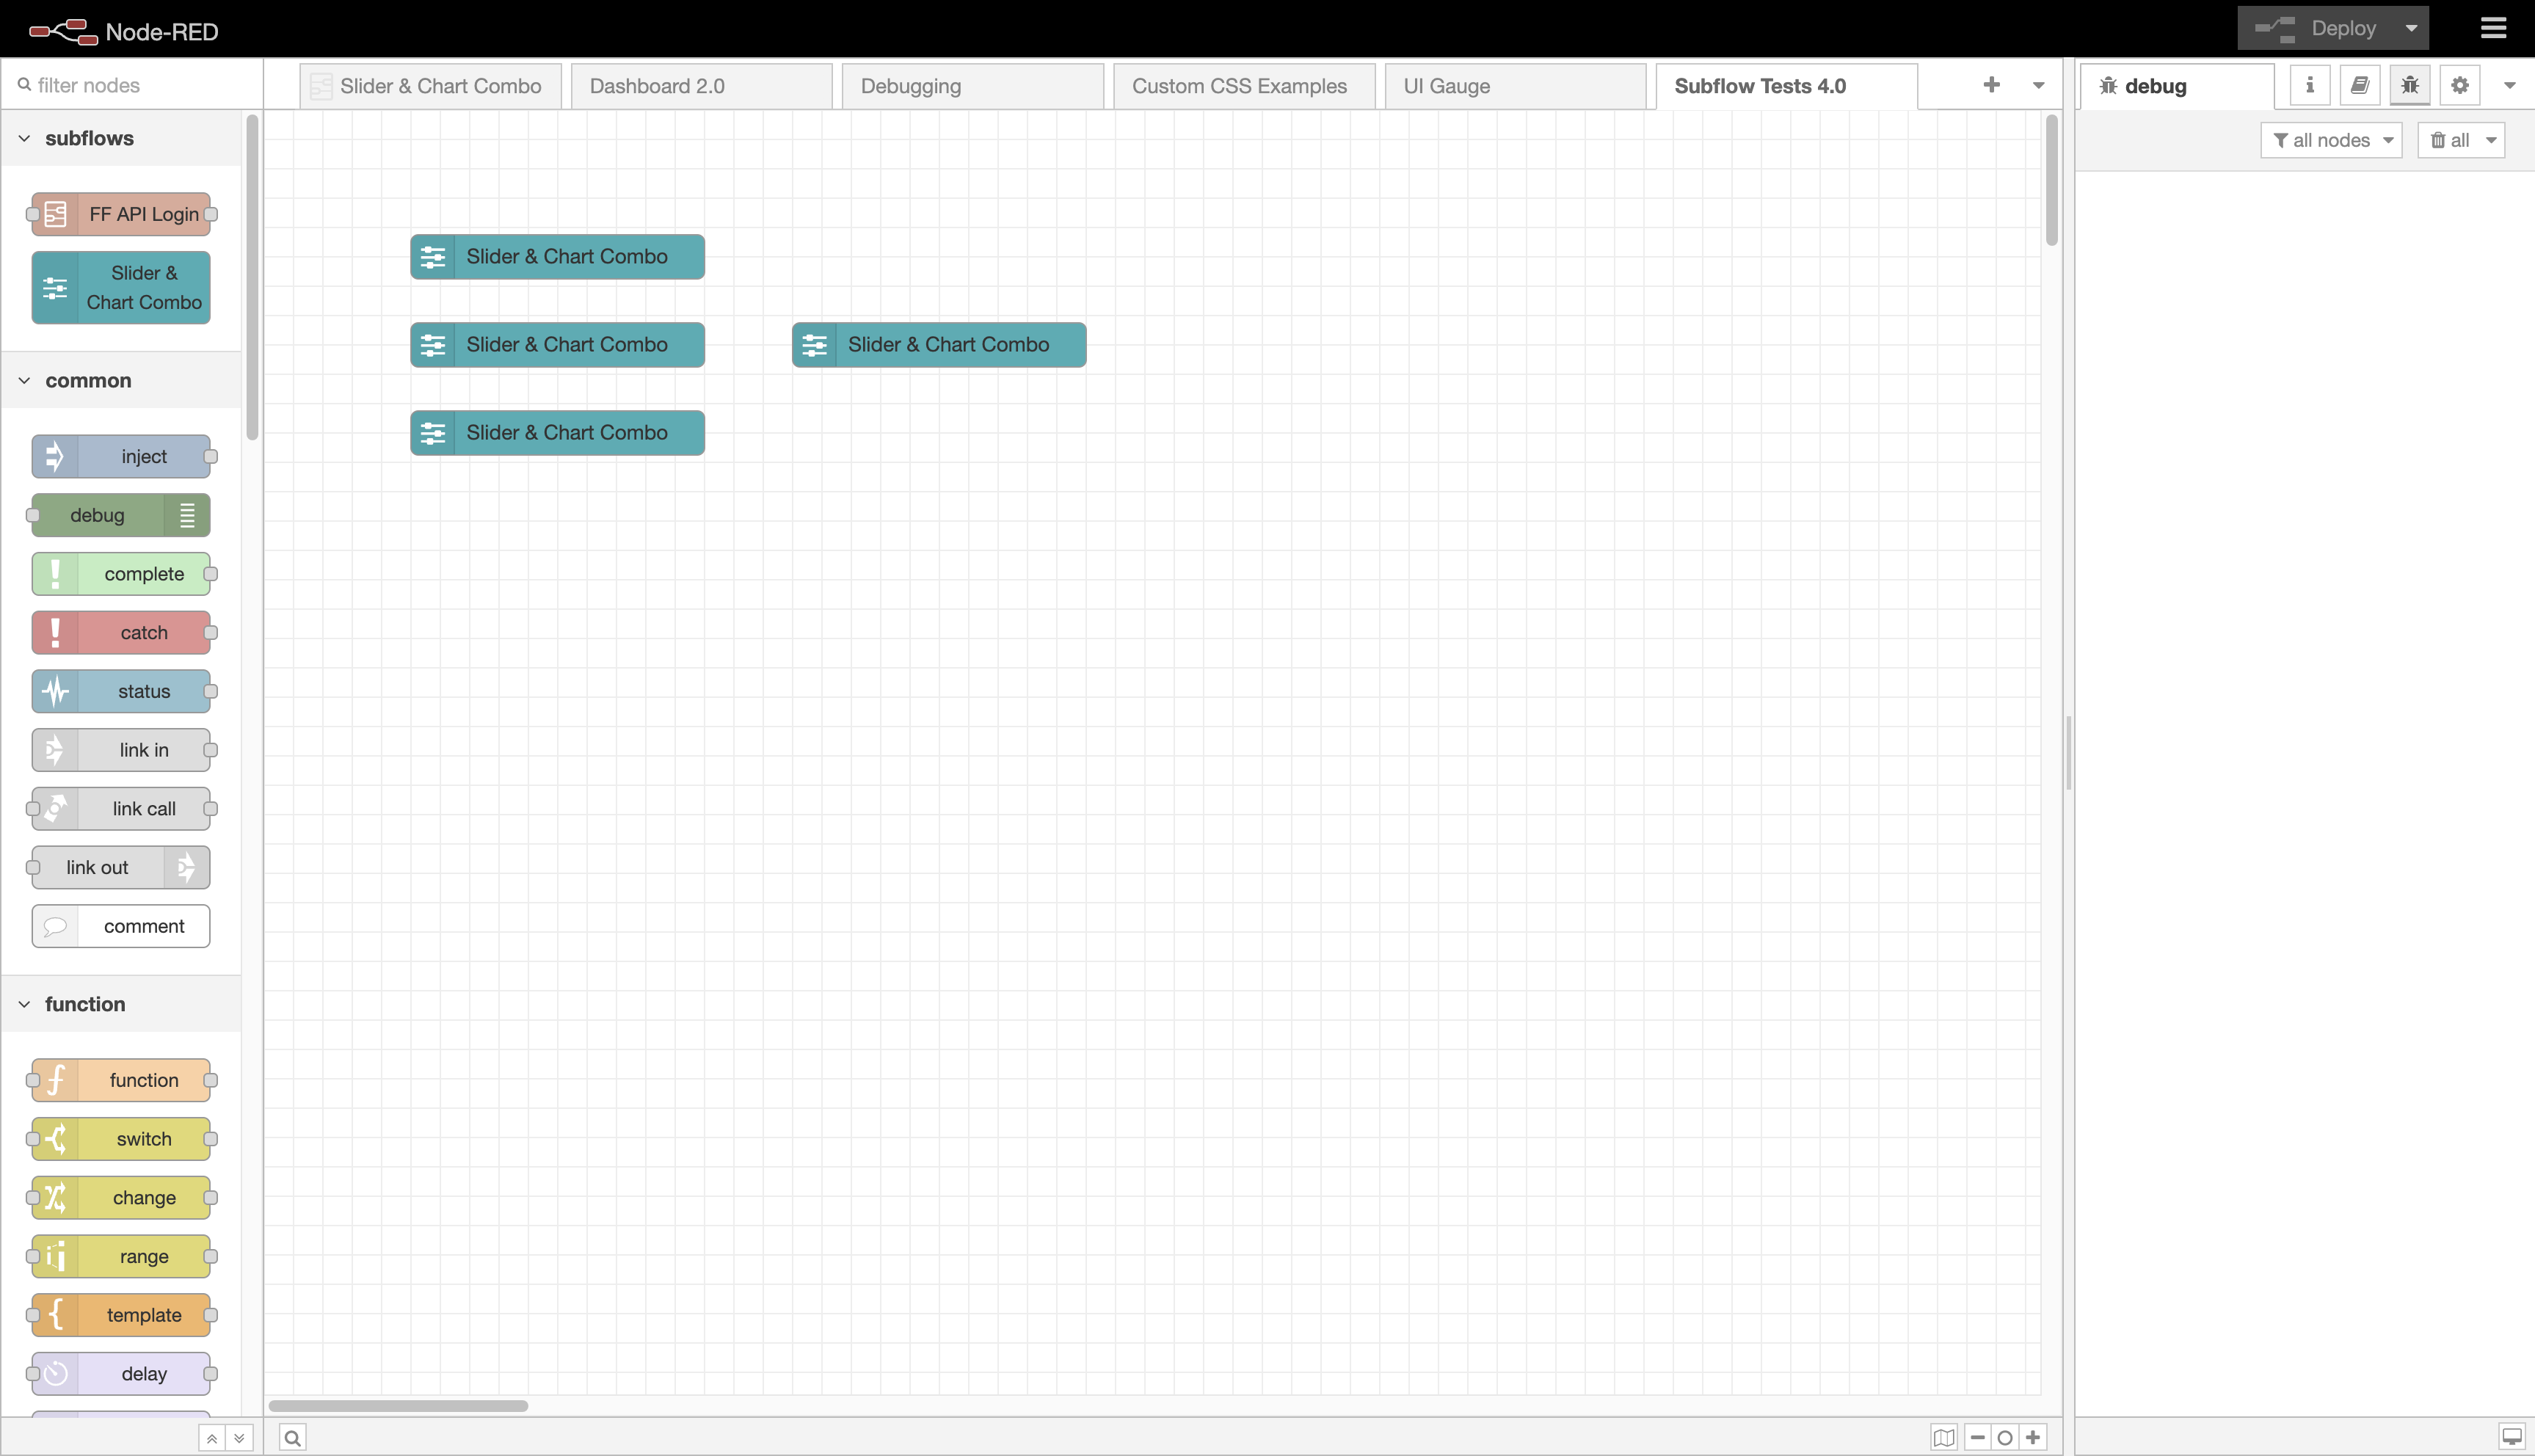 Node-RED
Deploy
filter nodes
Slider & Chart Combo
Dashboard 2.0
Debugging
Custom CSS Examples
UI Gauge
Subflow Tests 4.0
debug
all nodes
all
subflows
FF API Login
Slider &
Chart Combo
common
inject
debug
complete
catch
status
link in
link call
link out
comment
function
function
switch
change
range
template
delay
Slider & Chart Combo
Slider & Chart Combo
Slider & Chart Combo
Slider & Chart Combo